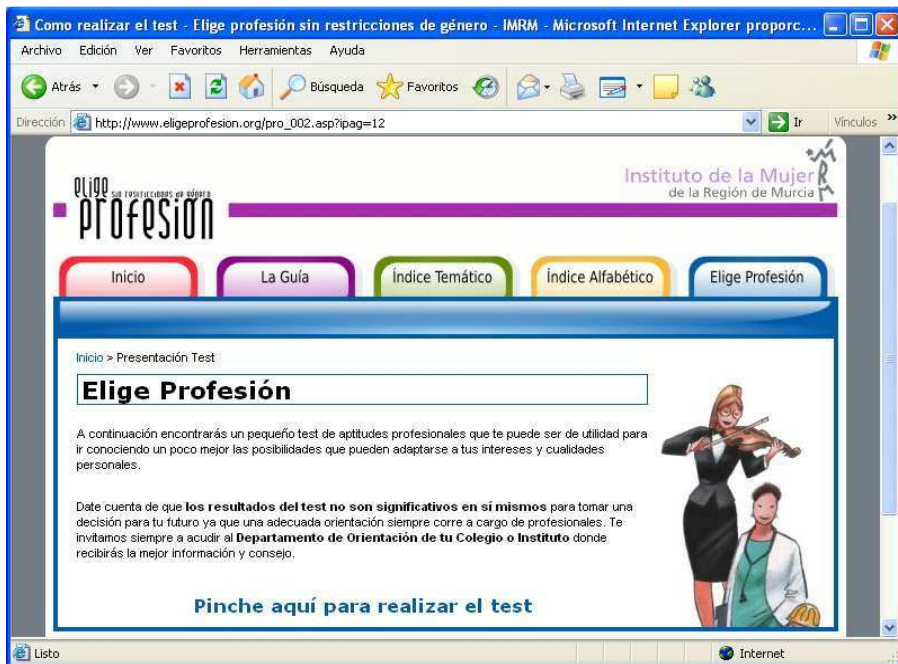 Como realizar el test - Elige profesión sin restricciones de género - IMRM - Microsoft Internet Explorer proporc...
Archivo Edición Ver Favoritos Herramientas Ayuda
Atrás Búsqueda Favoritos
Dirección http://www.eligeprofesion.org/pro_002.asp?ipag=12 Ir Vínculos »
elige sin restricciones de género
profesión
Instituto de la Mujer
de la Región de Murcia
Inicio La Guía Índice Temático Índice Alfabético Elige Profesión
Inicio > Presentación Test
Elige Profesión
A continuación encontrarás un pequeño test de aptitudes profesionales que te puede ser de utilidad para
ir conociendo un poco mejor las posibilidades que pueden adaptarse a tus intereses y cualidades
personales.
Date cuenta de que los resultados del test no son significativos en sí mismos para tomar una
decisión para tu futuro ya que una adecuada orientación siempre corre a cargo de profesionales. Te
invitamos siempre a acudir al Departamento de Orientación de tu Colegio o Instituto donde
recibirás la mejor información y consejo.
Pinche aquí para realizar el test
Listo Internet